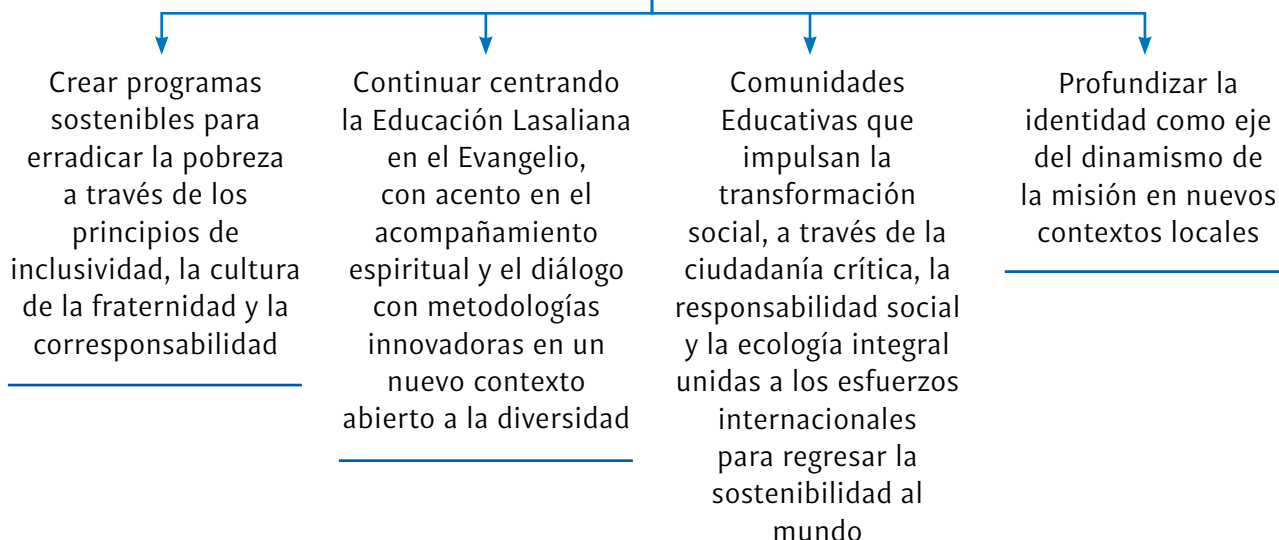 Crear programas
sostenibles para
erradicar la pobreza
a través de los
principios de
inclusividad, la cultura
de la fraternidad y la
corresponsabilidad
Continuar centrando
la Educación Lasaliana
en el Evangelio,
con acento en el
acompañamiento
espiritual y el diálogo
con metodologías
innovadoras en un
nuevo contexto
abierto a la diversidad
Comunidades
Educativas que
impulsan la
transformación
social, a través de la
ciudadanía crítica, la
responsabilidad social
y la ecología integral
unidas a los esfuerzos
internacionales
para regresar la
sostenibilidad al
mundo
Profundizar la
identidad como eje
del dinamismo de
la misión en nuevos
contextos locales